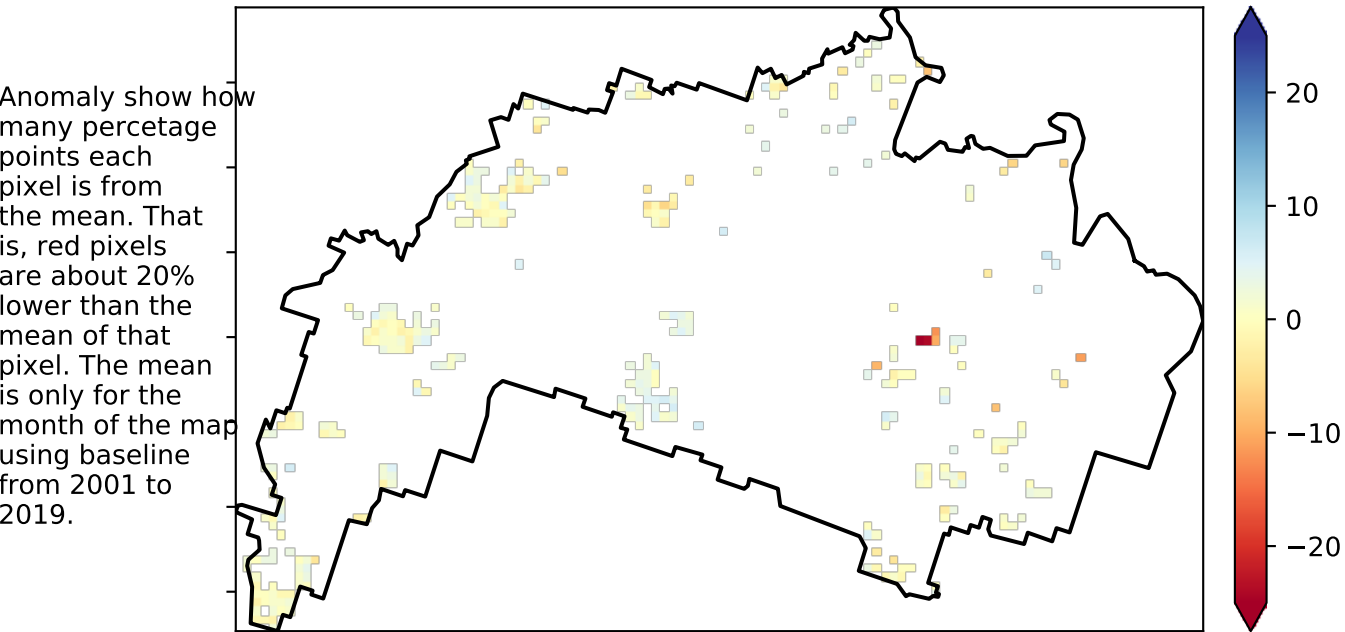 Anomaly show how
many percetage
points each
pixel is from
the mean. That
is, red pixels
are about 20%
lower than the
mean of that
pixel. The mean
is only for the
month of the map
using baseline
from 2001 to
2019.
20
10
0
−10
−20